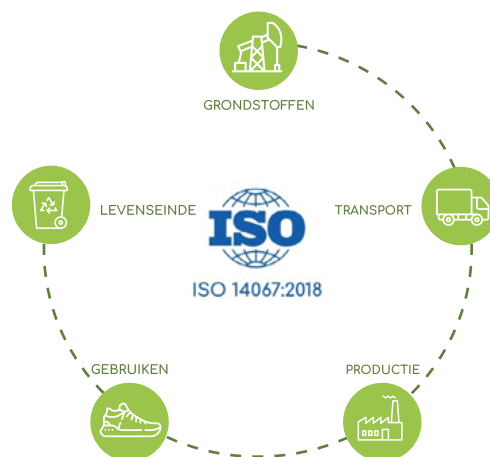 GRONDSTOFFEN
LEVENSEINDE
ISO
TRANSPORT
ISO 14067:2018
GEBRUIKEN
PRODUCTIE